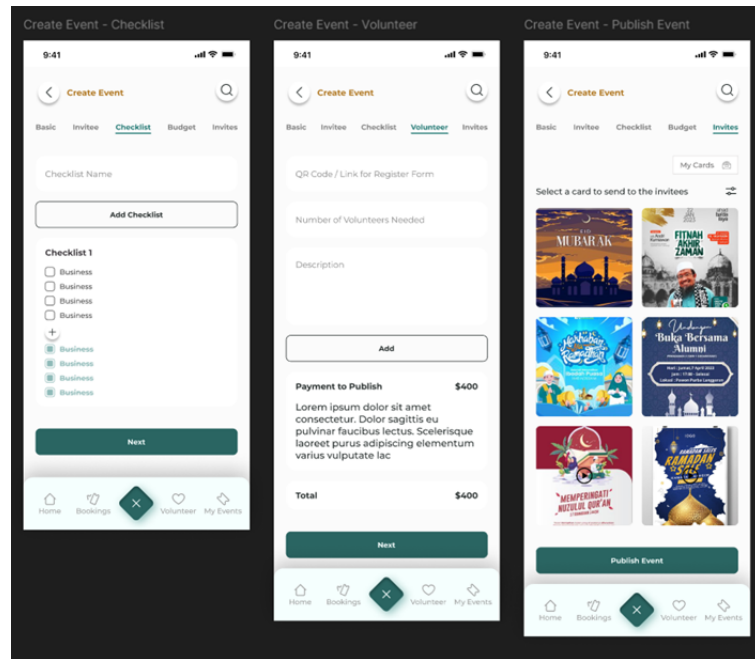 Create Event - Checklist
9:41
Create Event
Basic Invitee Checklist Budget Invites
Checklist Name
Add Checklist
Checklist 1
Business
Business
Business
Business
+
Business
Business
Business
Business
Next
Home Bookings Volunteer My Events
Create Event - Volunteer
9:41
Create Event
Basic Invitee Checklist Volunteer Invites
QR Code / Link for Register Form
Number of Volunteers Needed
Description
Add
Payment to Publish $400
Lorem ipsum dolor sit amet
consectetur. Dolor sagittis eu
pulvinar faucibus lectus. Scelerisque
laoreet purus adipiscing elementum
varius vulputate lac
Total $400
Next
Home Bookings Volunteer My Events
Create Event - Publish Event
9:41
Create Event
Basic Invitee Checklist Budget Invites
My Cards
Select a card to send to the invitees
MUBARAK
FITNAH
AKHIR
ZAMAN
Ramadhan
Undangan
Buka Bersama
Alumni
MEMPERINGATI
NUZULUL QUR'AN
RAMADAN
SALE
Publish Event
Home Bookings Volunteer My Events